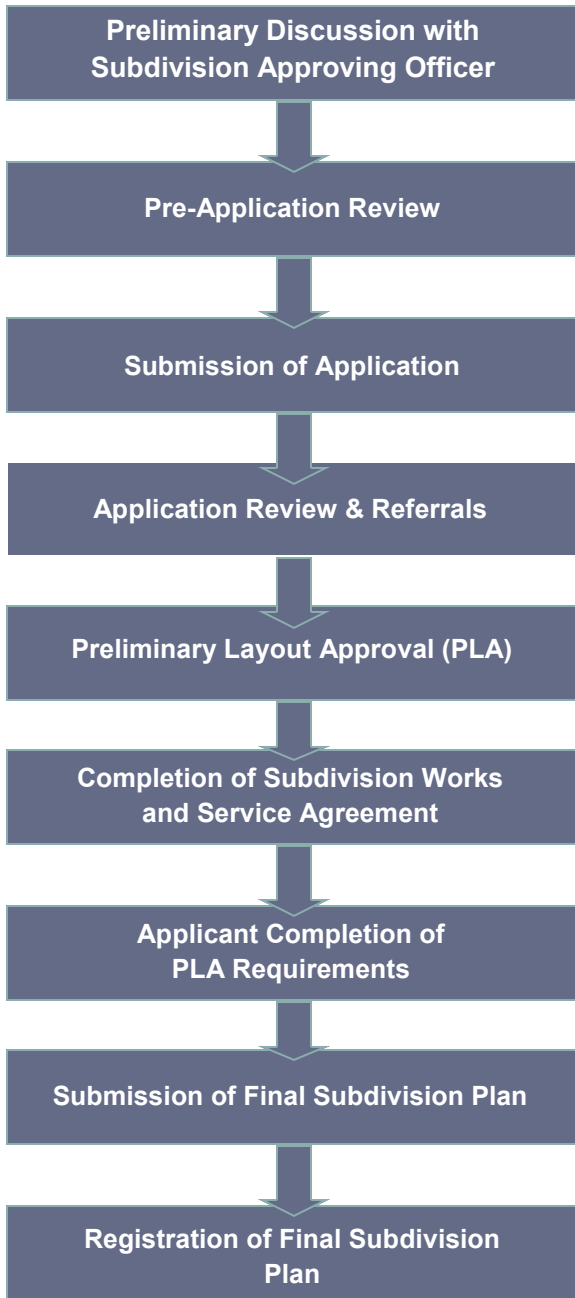 Preliminary Discussion with
Subdivision Approving Officer
Pre-Application Review
Submission of Application
Application Review & Referrals
Preliminary Layout Approval (PLA)
Completion of Subdivision Works
and Service Agreement
Applicant Completion of
PLA Requirements
Submission of Final Subdivision Plan
Registration of Final Subdivision
Plan